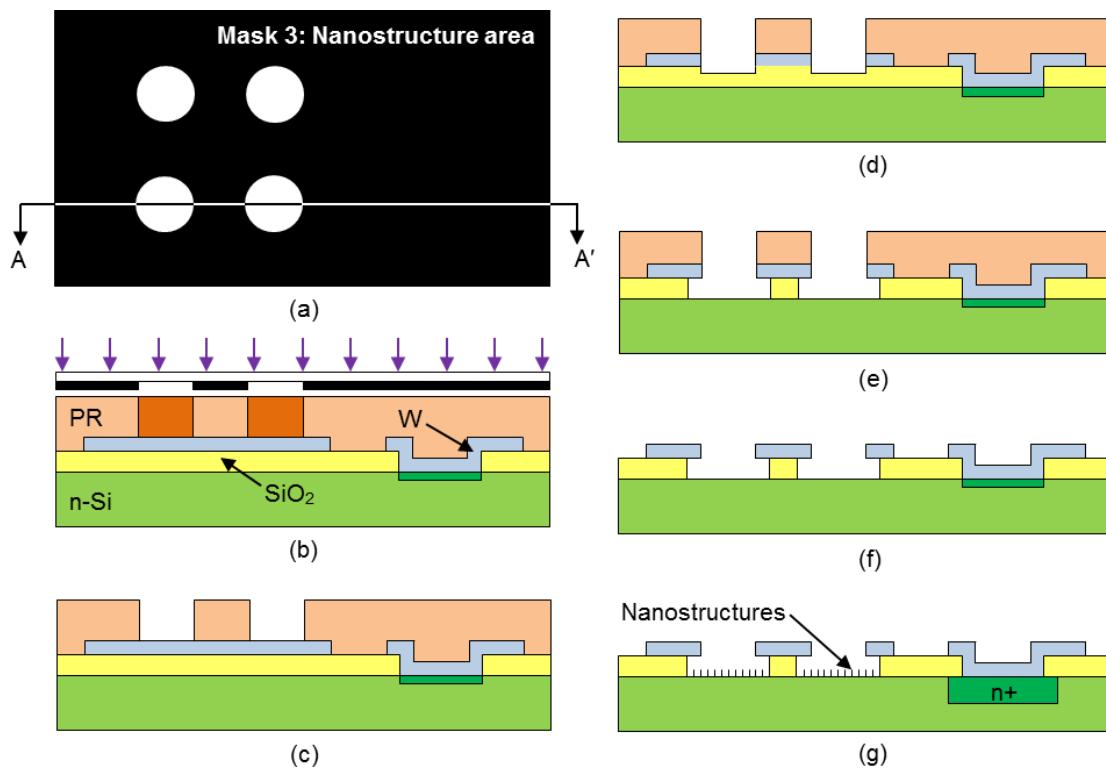 Mask 3: Nanostructure area
A
A′
(a)
PR
W
SiO₂
n-Si
(b)
(c)
(d)
(e)
(f)
Nanostructures
n+
(g)